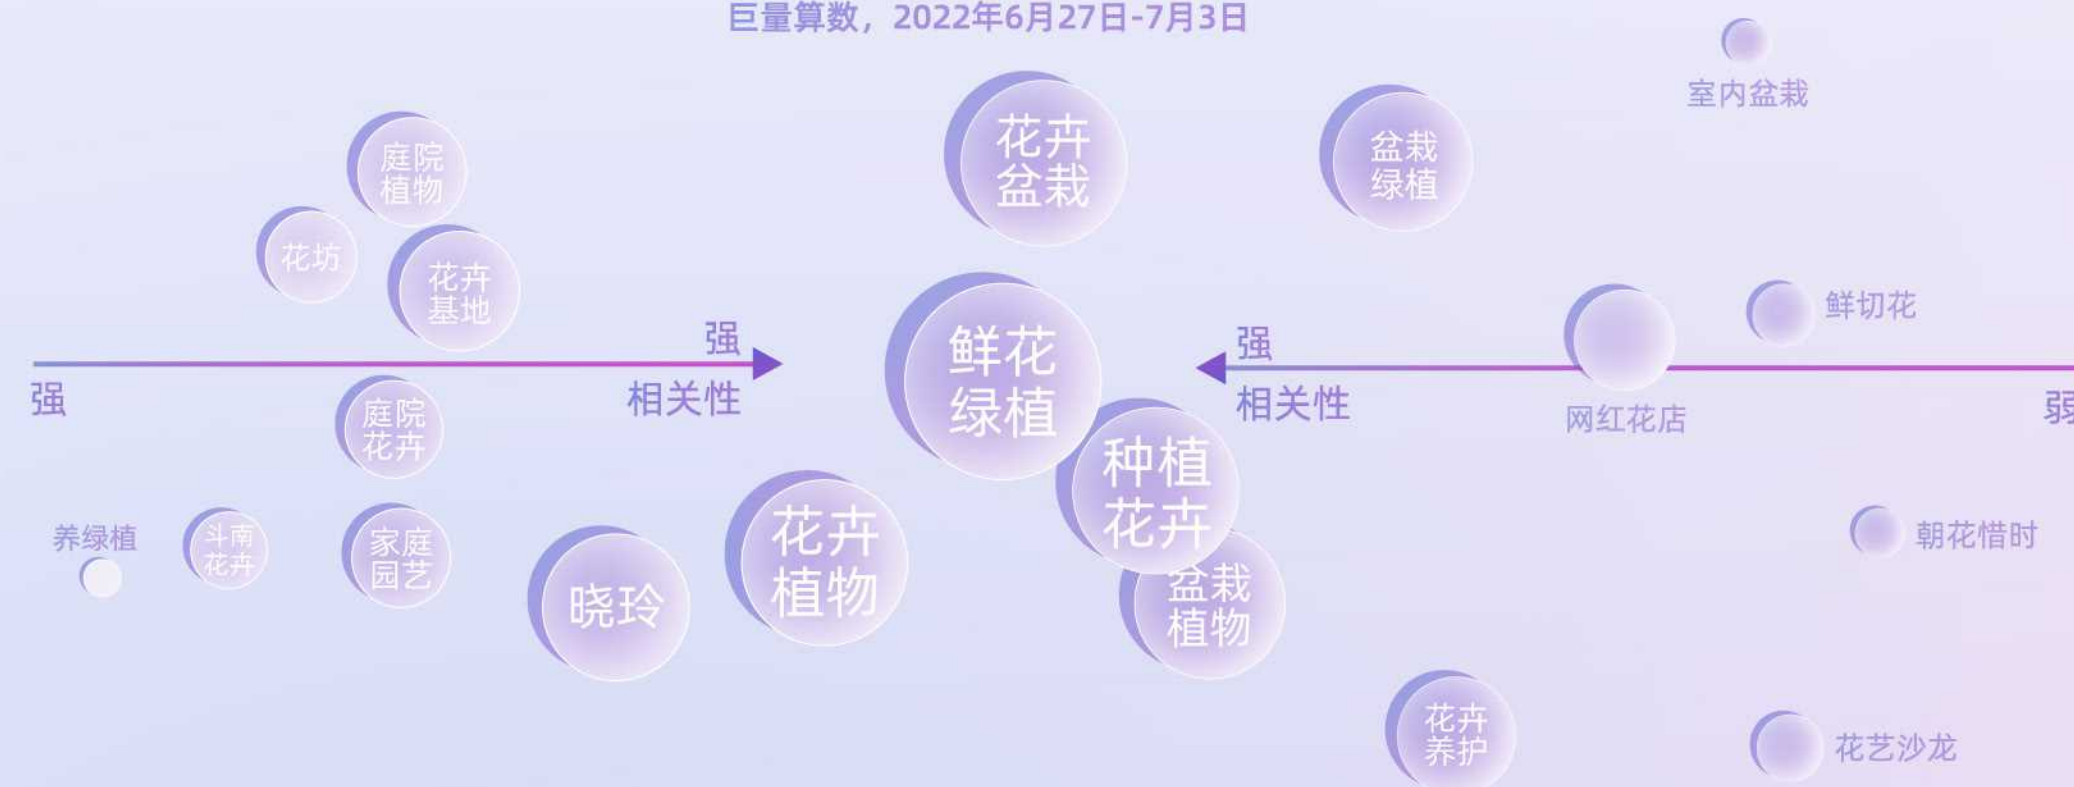 巨量算数，2022年6月27日-7月3日
室内盆栽
花卉
盆栽
盆栽
绿植
庭院
植物
花坊
花卉
基地
鲜切花
强
强
鲜花
绿植
强
相关性
相关性
弱
网红花店
庭院
花卉
种植
花卉
养绿植
斗南
花卉
家庭
园艺
花卉
植物
朝花惜时
晓玲
盆栽
植物
花卉
养护
花艺沙龙